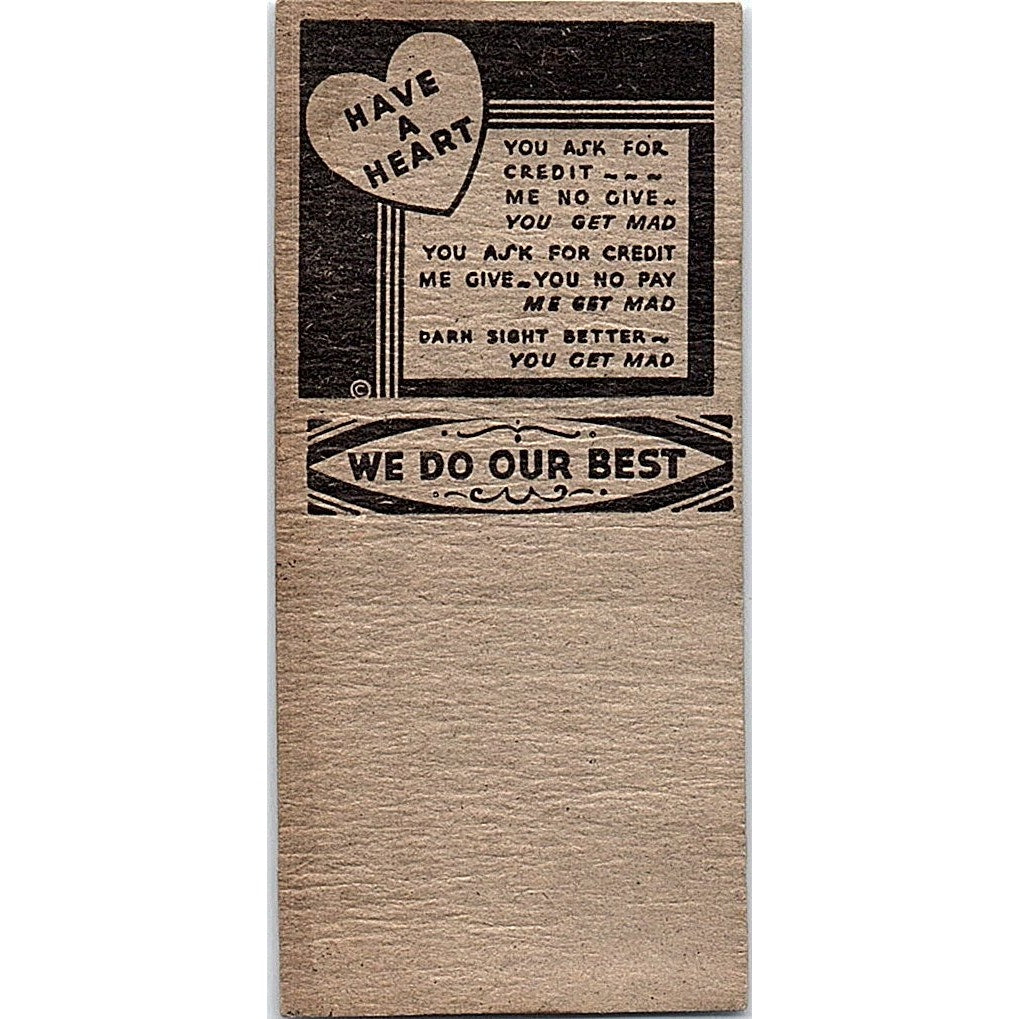 HAVE
A
HEART
YOU ASK FOR
CREDIT ~ ~ ~
ME NO GIVE~
YOU GET MAD
YOU ASK FOR CREDIT
ME GIVE~YOU NO PAY
ME GET MAD
DARN SIGHT BETTER~
YOU GET MAD
©
WE DO OUR BEST